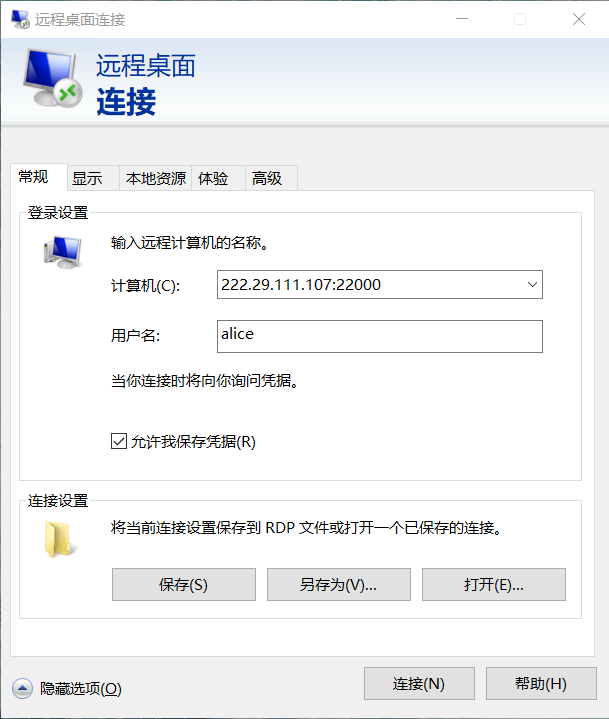 远程桌面连接
远程桌面
连接
常规 显示 本地资源 体验 高级
登录设置
输入远程计算机的名称。
计算机(C): 222.29.111.107:22000
用户名: alice
当你连接时将向你询问凭据。
允许我保存凭据(R)
连接设置
将当前连接设置保存到 RDP 文件或打开一个已保存的连接。
保存(S) 另存为(V)... 打开(E)...
隐藏选项(O) 连接(N) 帮助(H)